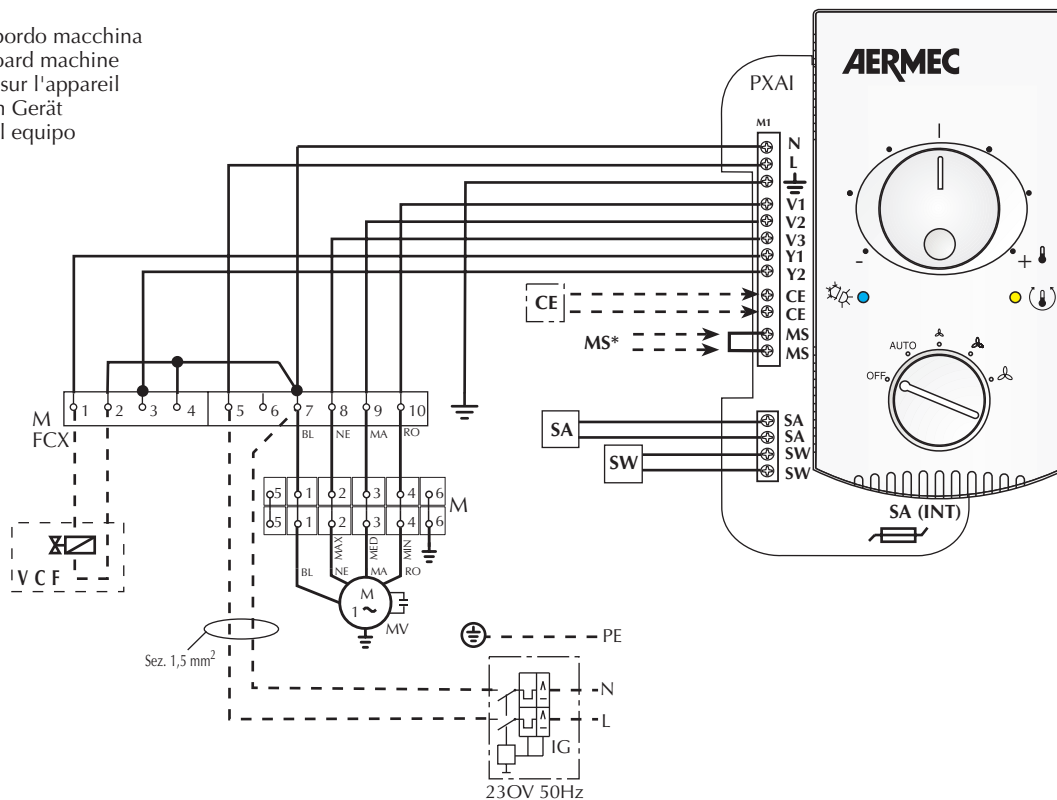 bordo macchina
oard machine
sur l'appareil
n Gerät
l equipo
AERMEC
PXAI
M1
N
L
V1
V2
V3
Y1
Y2
CE
CE
MS
MS
CE
MS*
- +
AUTO
OFF
M
FCX
1 2 3 4 5 6 7 8 9 10
BL NE MA RO
SA
SW
SA
SA
SW
SW
SA (INT)
5 1 2 3 4 6
M
5 1 2 3 4 6
MAX MED MIN
BL NE MA RO
V C F
M
1 ~
MV
Sez. 1,5 mm²
PE
N
L
IG
230V 50Hz